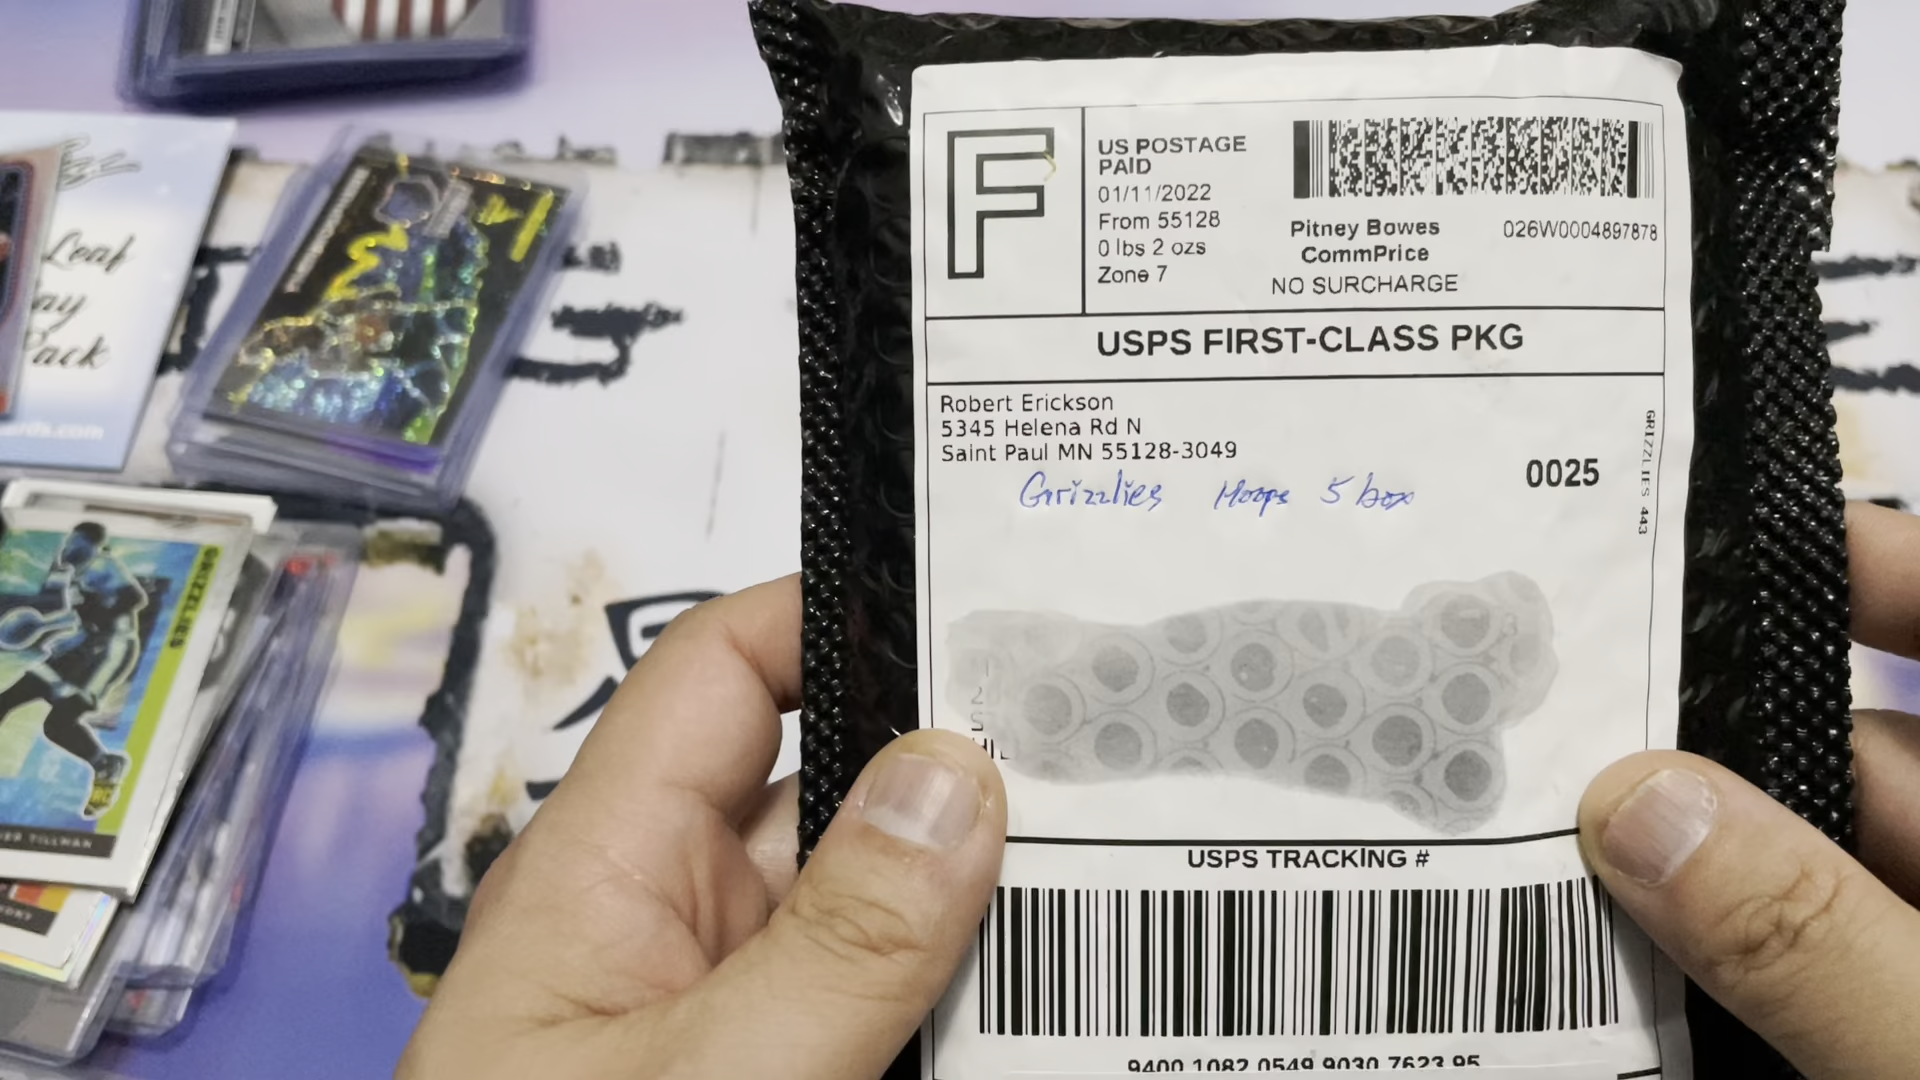 F
US POSTAGE
PAID
01/11/2022
From 55128
0 lbs 2 ozs
Zone 7
Pitney Bowes
CommPrice
NO SURCHARGE
026W0004897878
USPS FIRST-CLASS PKG
Robert Erickson
5345 Helena Rd N
Saint Paul MN 55128-3049
0025
GRIZZLIES 443
Grizzlies Hoops 5 box
USPS TRACKING #
9400 1082 0549 9030 7623 95
Leaf
GRIZZLIES
TILLMAN